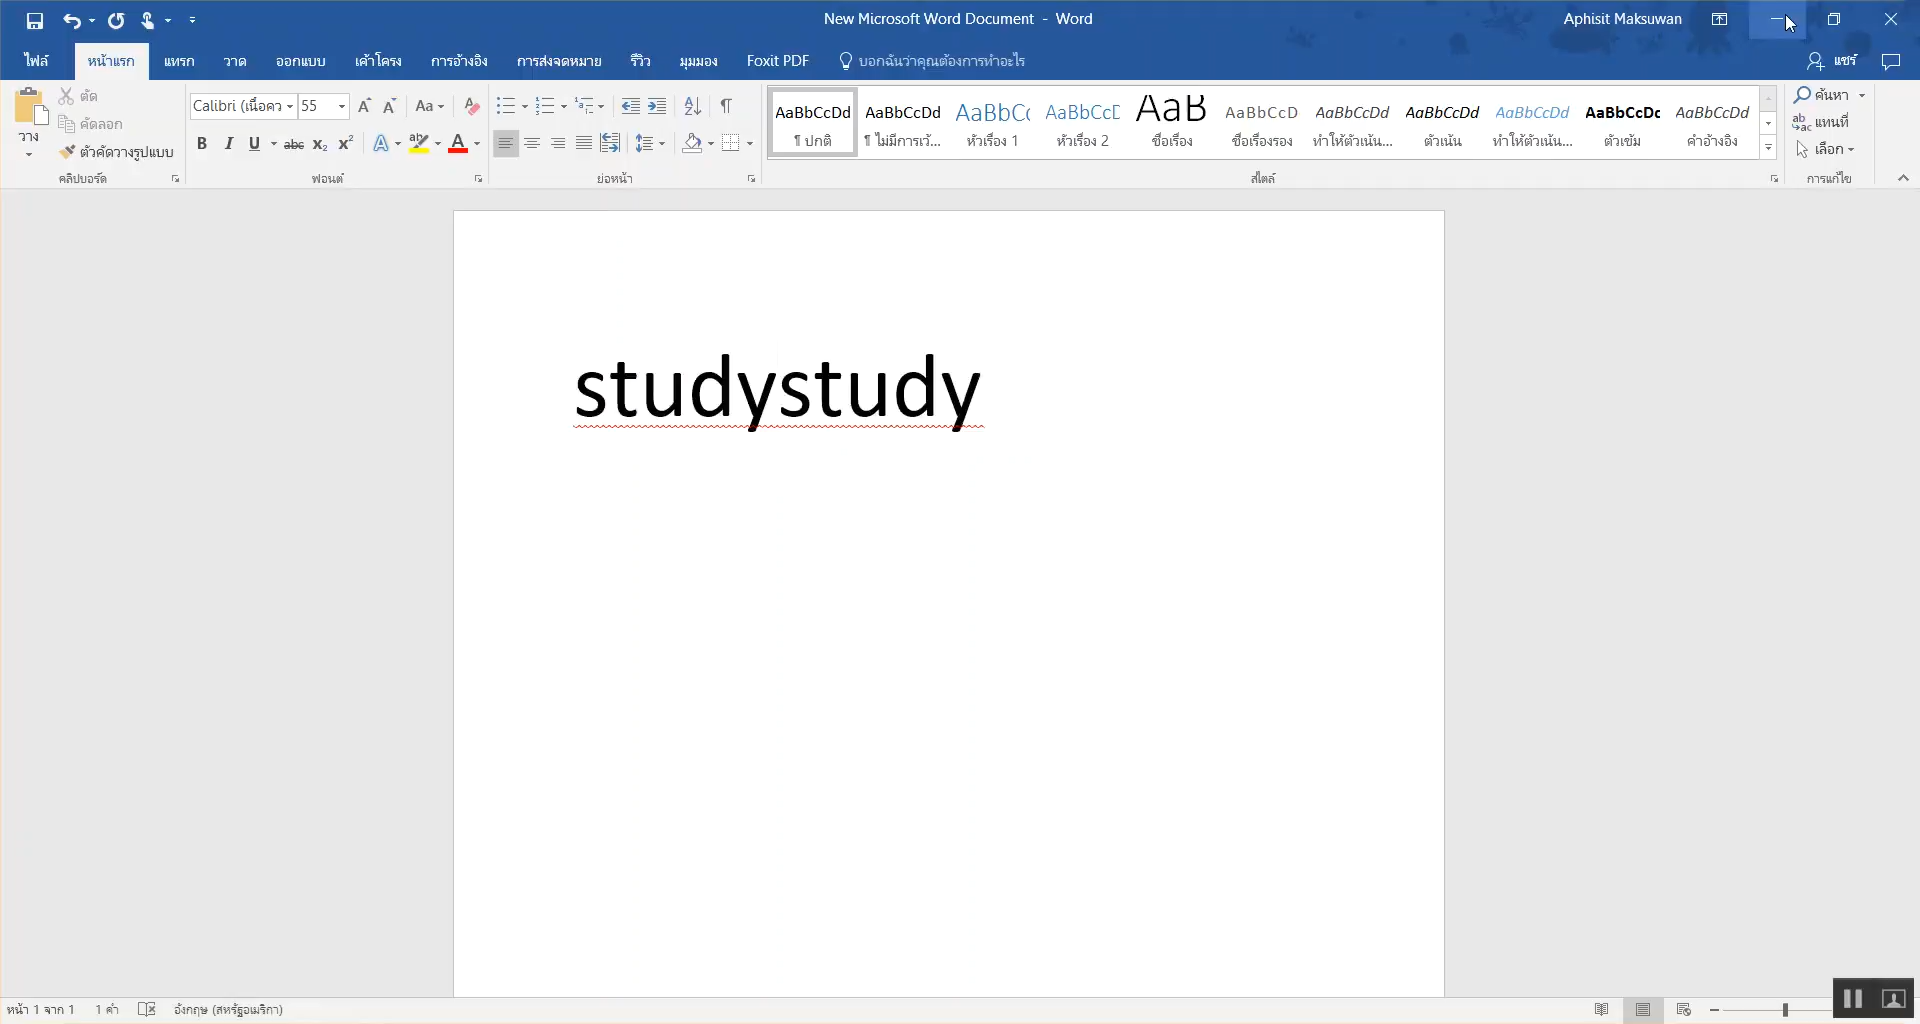 New Microsoft Word Document - Word
Aphisit Maksuwan
ไฟล์ หน้าแรก แทรก วาด ออกแบบ เค้าโครง การอ้างอิง การส่งจดหมาย รีวิว มุมมอง Foxit PDF บอกฉันว่าคุณต้องการทำอะไร แชร์
วาง
ตัด
คัดลอก
ตัวคัดวางรูปแบบ
คลิปบอร์ด
Calibri (เนื้อคว 55 Aa
B I U abc x₂ x² A ab A
ฟอนต์
ย่อหน้า
AaBbCcDd AaBbCcDd AaBbCc AaBbCcD AaB AaBbCcD AaBbCcDd AaBbCcDd AaBbCcDd AaBbCcDc AaBbCcDd
¶ ปกติ ¶ ไม่มีการเว้... หัวเรื่อง 1 หัวเรื่อง 2 ชื่อเรื่อง ชื่อเรื่องรอง ทำให้ตัวเน้น... ตัวเน้น ทำให้ตัวเน้น... ตัวเข้ม คำอ้างอิง
สไตล์
ค้นหา
แทนที่
เลือก
การแก้ไข
studystudy
หน้า 1 จาก 1 1 คำ อังกฤษ (สหรัฐอเมริกา)